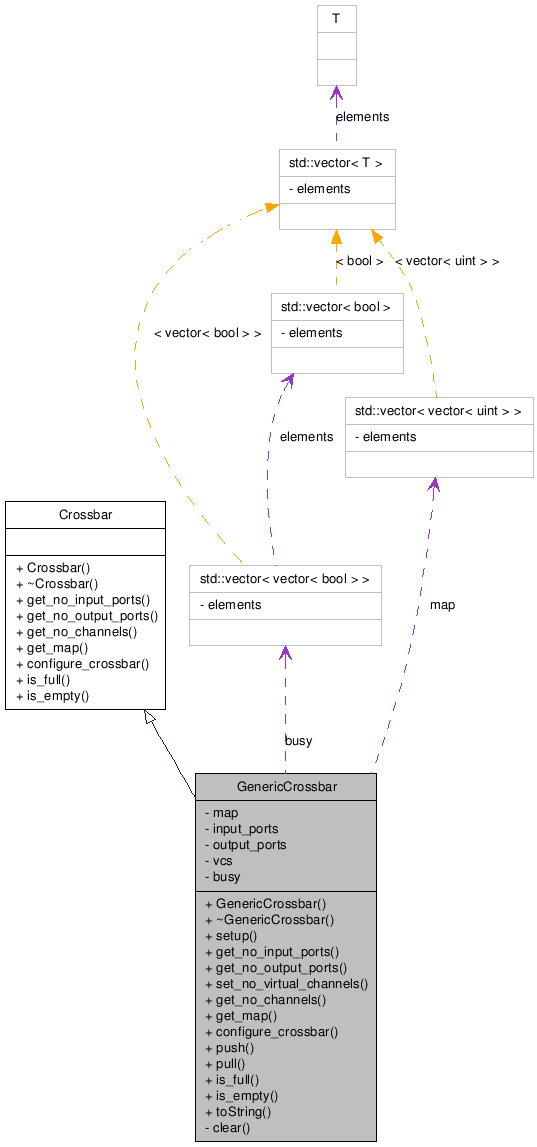 T
elements
std::vector< T >
- elements
< bool >
< vector< uint > >
std::vector< bool >
- elements
< vector< bool > >
std::vector< vector< uint > >
- elements
elements
Crossbar
+ Crossbar()
+ ~Crossbar()
+ get_no_input_ports()
+ get_no_output_ports()
+ get_no_channels()
+ get_map()
+ configure_crossbar()
+ is_full()
+ is_empty()
std::vector< vector< bool > >
- elements
map
busy
GenericCrossbar
- map
- input_ports
- output_ports
- vcs
- busy
+ GenericCrossbar()
+ ~GenericCrossbar()
+ setup()
+ get_no_input_ports()
+ get_no_output_ports()
+ set_no_virtual_channels()
+ get_no_channels()
+ get_map()
+ configure_crossbar()
+ push()
+ pull()
+ is_full()
+ is_empty()
+ toString()
- clear()